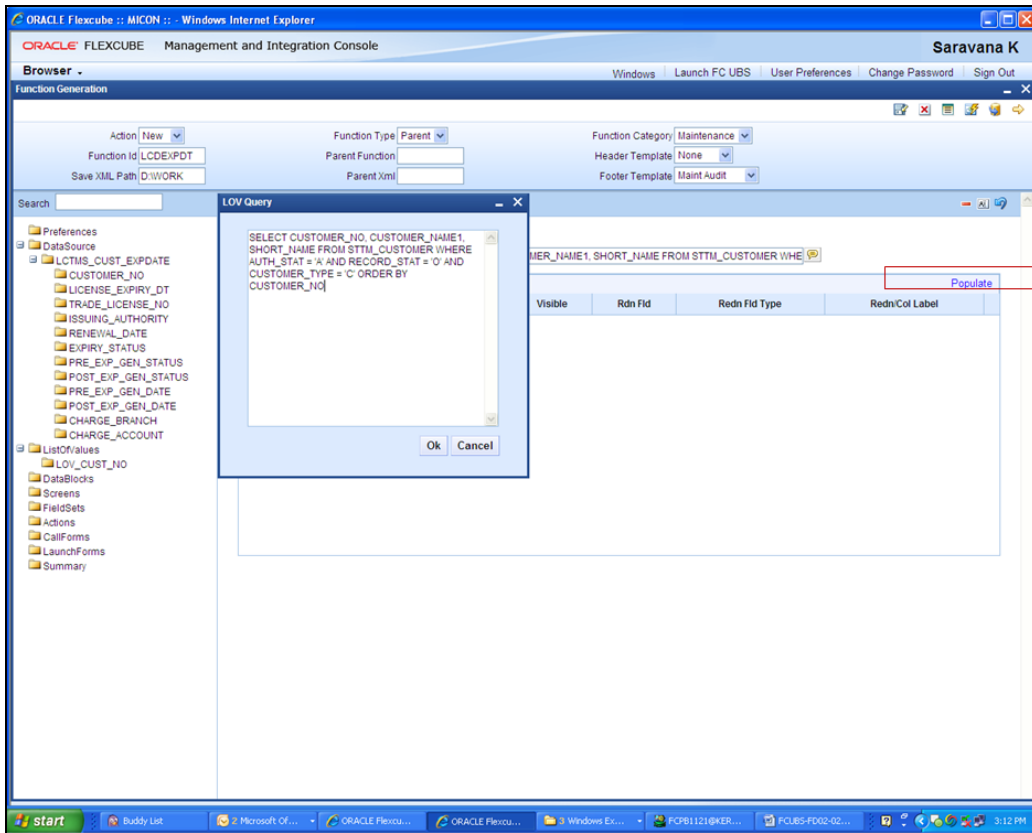 ORACLE Flexcube :: MICON :: - Windows Internet Explorer
ORACLE FLEXCUBE Management and Integration Console
Saravana K
Browser
Windows Launch FC UBS User Preferences Change Password Sign Out
Function Generation
Action New Function Type Parent Function Category Maintenance
Function Id LCDEXPDT Parent Function Header Template None
Save XML Path D:\WORK Parent Xml Footer Template Maint Audit
Search
Preferences
DataSource
LCTMS_CUST_EXPDATE
CUSTOMER_NO
LICENSE_EXPIRY_DT
TRADE_LICENSE_NO
ISSUING_AUTHORITY
RENEWAL_DATE
EXPIRY_STATUS
PRE_EXP_GEN_STATUS
POST_EXP_GEN_STATUS
PRE_EXP_GEN_DATE
POST_EXP_GEN_DATE
CHARGE_BRANCH
CHARGE_ACCOUNT
ListOfValues
LOV_CUST_NO
DataBlocks
Screens
FieldSets
Actions
CallForms
LaunchForms
Summary
LOV Query
SELECT CUSTOMER_NO, CUSTOMER_NAME1,
SHORT_NAME FROM STTM_CUSTOMER WHERE
AUTH_STAT = 'A' AND RECORD_STAT = 'O' AND
CUSTOMER_TYPE = 'C' ORDER BY
CUSTOMER_NO
Ok Cancel
MER_NAME1, SHORT_NAME FROM STTM_CUSTOMER WHE
Populate
Visible Rdn Fld Redn Fld Type Redn/Col Label
start Buddy List 2 Microsoft Of... ORACLE Flexcu... ORACLE Flexcu... 3 Windows Ex... FCPB1121@KER... FCUBS-FD02-02... 3:12 PM